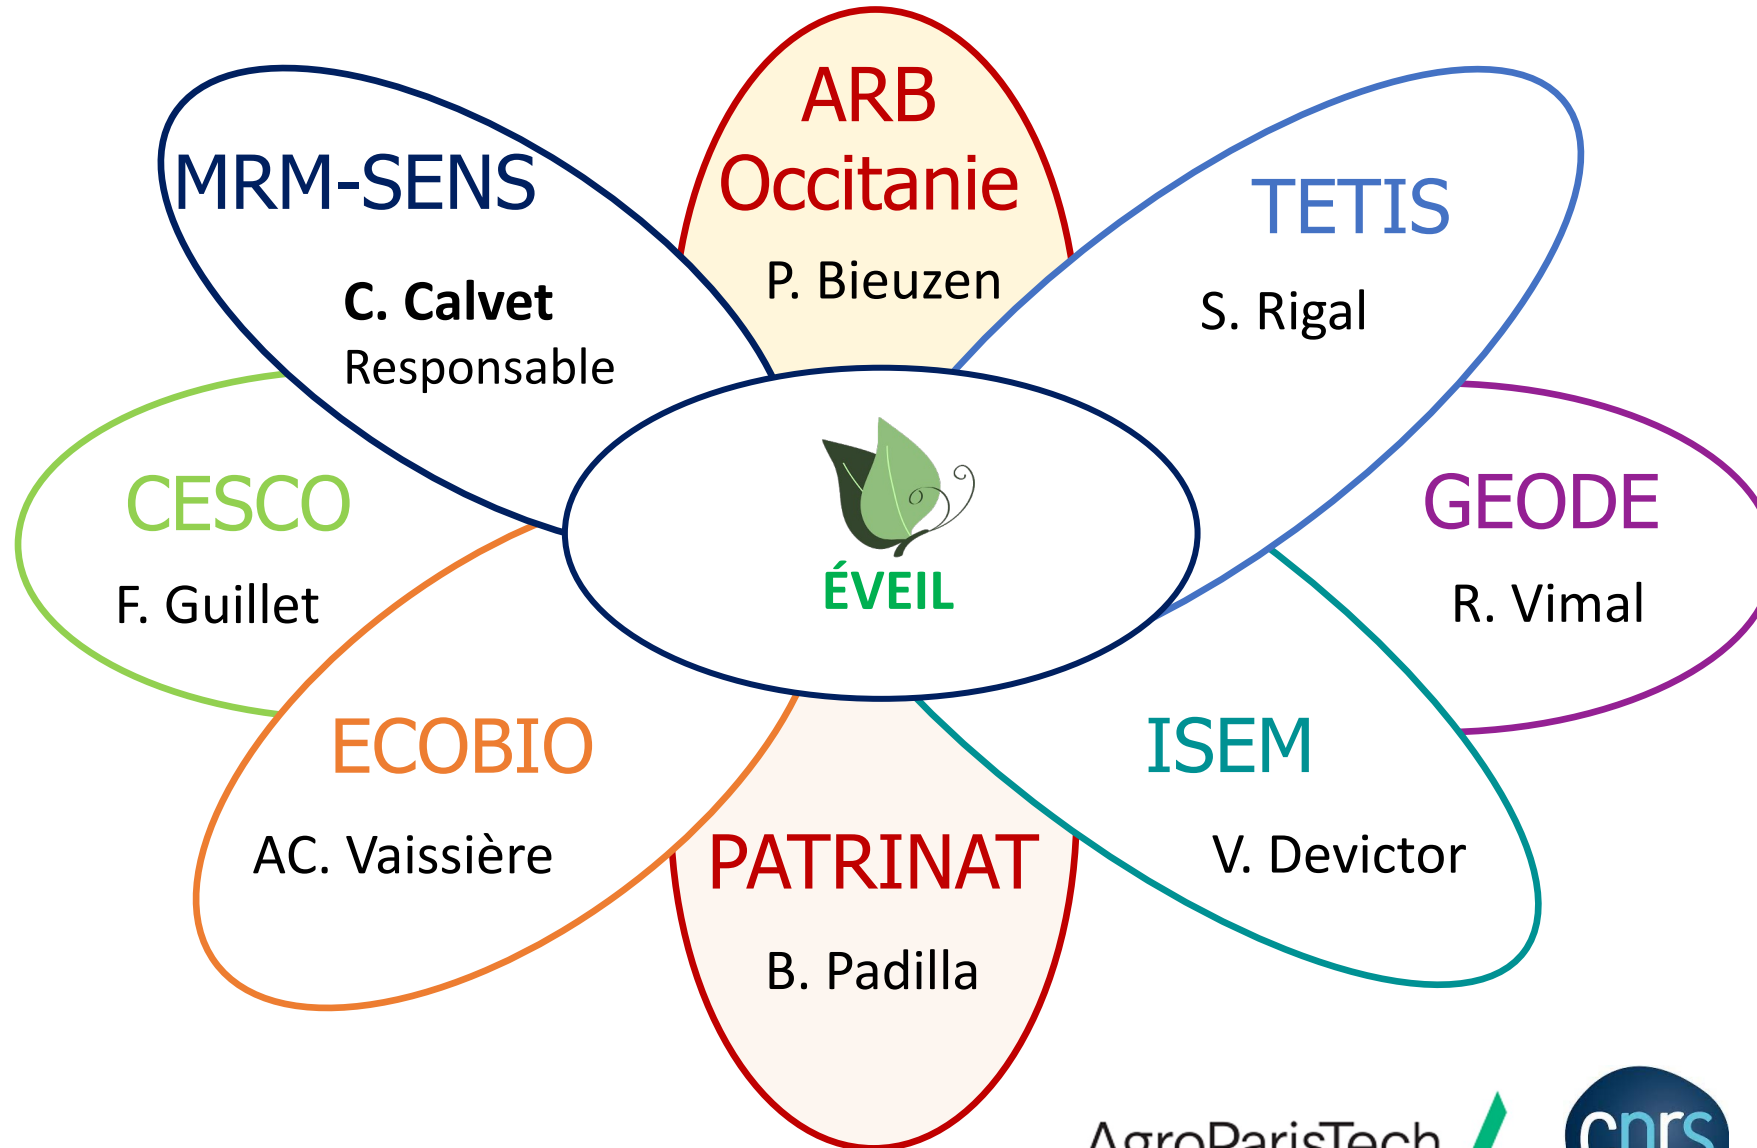 ARB
Occitanie
P. Bieuzen
MRM-SENS
C. Calvet
Responsable
TETIS
S. Rigal
CESCO
F. Guillet
ÉVEIL
GEODE
R. Vimal
ECOBIO
AC. Vaissière
ISEM
V. Devictor
PATRINAT
B. Padilla
AgroParisTech
cnrs